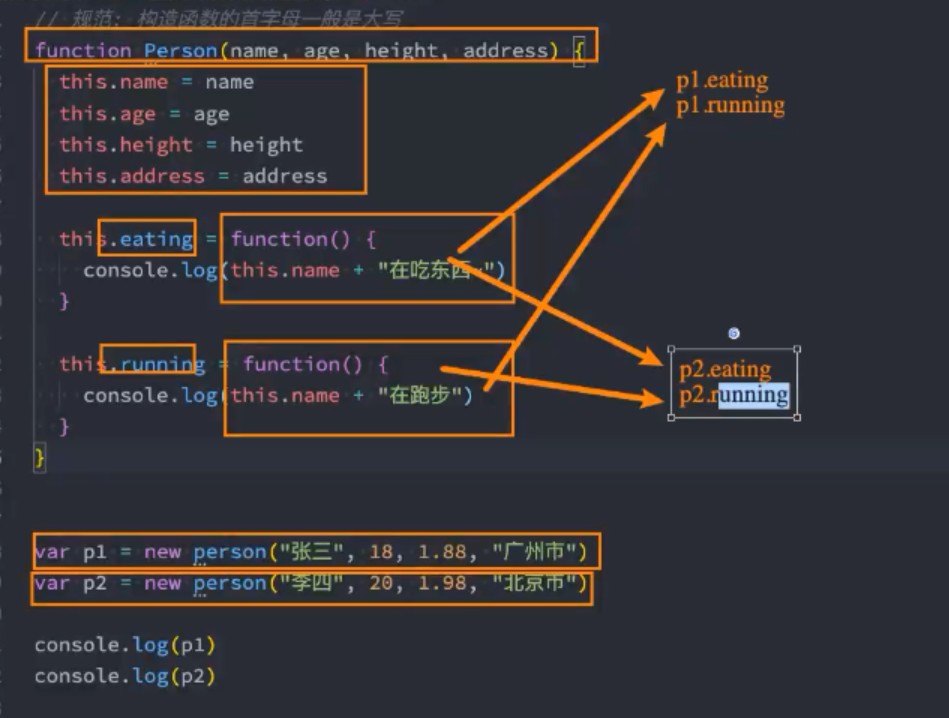 // 规范: 构造函数的首字母一般是大写
function Person(name, age, height, address) {
this.name = name
this.age = age
this.height = height
this.address = address
this.eating = function() {
console.log(this.name + "在吃东西~")
}
this.running = function() {
console.log(this.name + "在跑步")
}
}
var p1 = new person("张三", 18, 1.88, "广州市")
var p2 = new person("李四", 20, 1.98, "北京市")
console.log(p1)
console.log(p2)
p1.eating
p1.running
p2.eating
p2.running